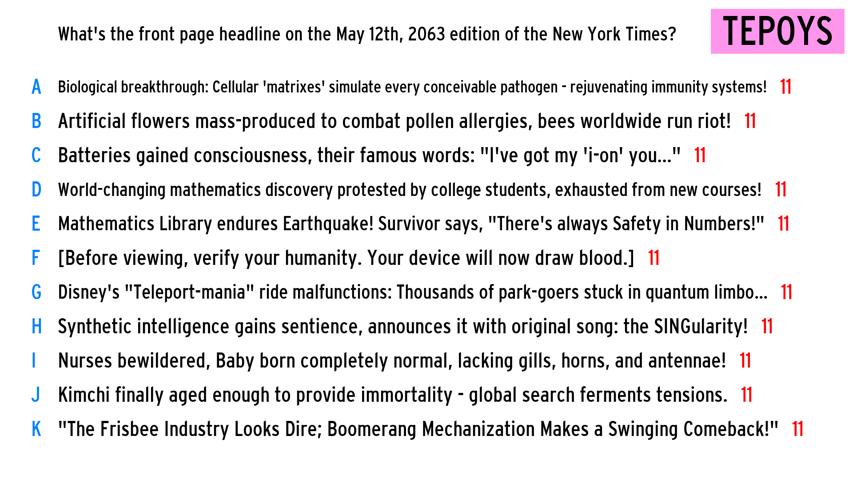 What's the front page headline on the May 12th, 2063 edition of the New York Times?
TEPOYS
A Biological breakthrough: Cellular 'matrixes' simulate every conceivable pathogen - rejuvenating immunity systems! 11
B Artificial flowers mass-produced to combat pollen allergies, bees worldwide run riot! 11
C Batteries gained consciousness, their famous words: "I've got my 'i-on' you..." 11
D World-changing mathematics discovery protested by college students, exhausted from new courses! 11
E Mathematics Library endures Earthquake! Survivor says, "There's always Safety in Numbers!" 11
F [Before viewing, verify your humanity. Your device will now draw blood.] 11
G Disney's "Teleport-mania" ride malfunctions: Thousands of park-goers stuck in quantum limbo... 11
H Synthetic intelligence gains sentience, announces it with original song: the SINGularity! 11
I Nurses bewildered, Baby born completely normal, lacking gills, horns, and antennae! 11
J Kimchi finally aged enough to provide immortality - global search ferments tensions. 11
K "The Frisbee Industry Looks Dire; Boomerang Mechanization Makes a Swinging Comeback!" 11